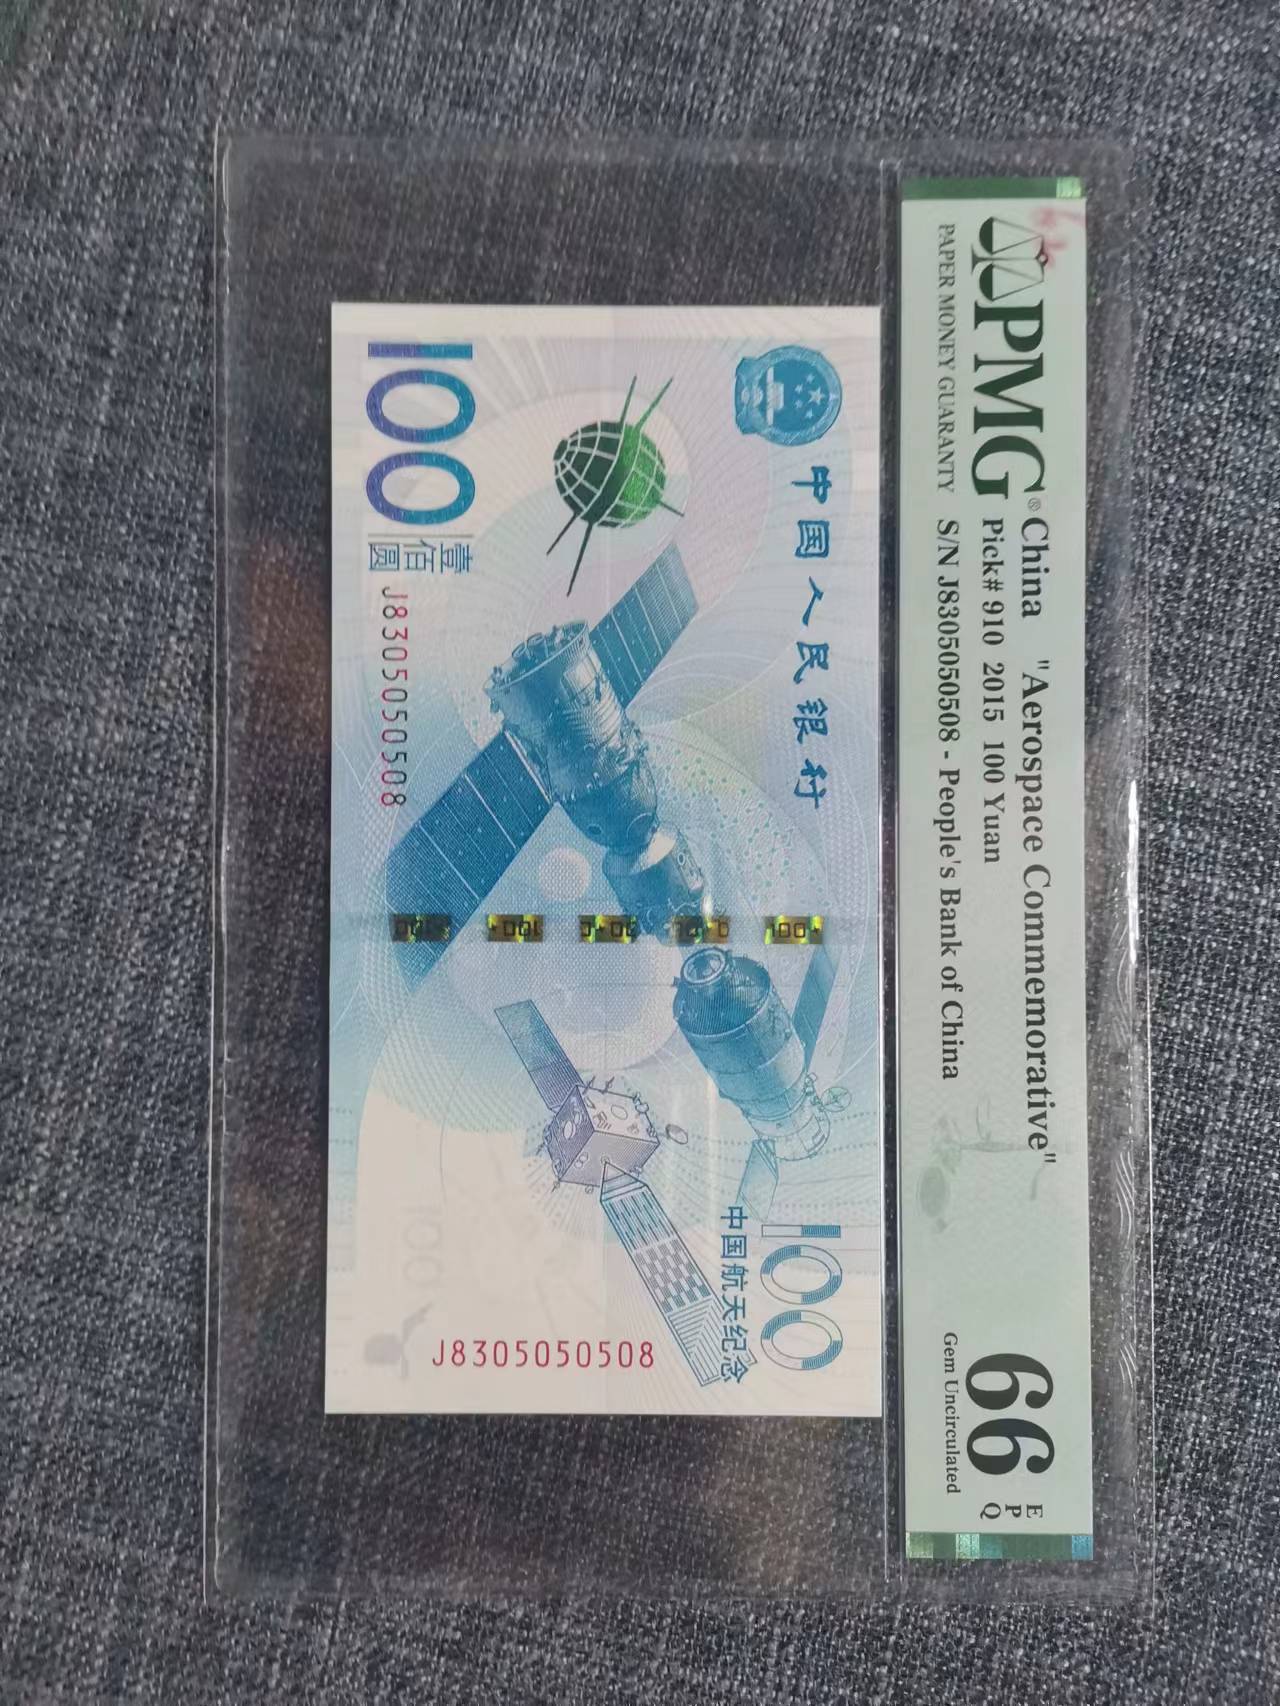 PMG® China "Aerospace Commemorative"
Pick# 910 2015 100 Yuan
PAPER MONEY GUARANTY S/N J8305050508 - People's Bank of China
66 EPQ
Gem Uncirculated
中国人民银行
100
壹佰圆
J8305050508
100
中国航天纪念
J8305050508
100